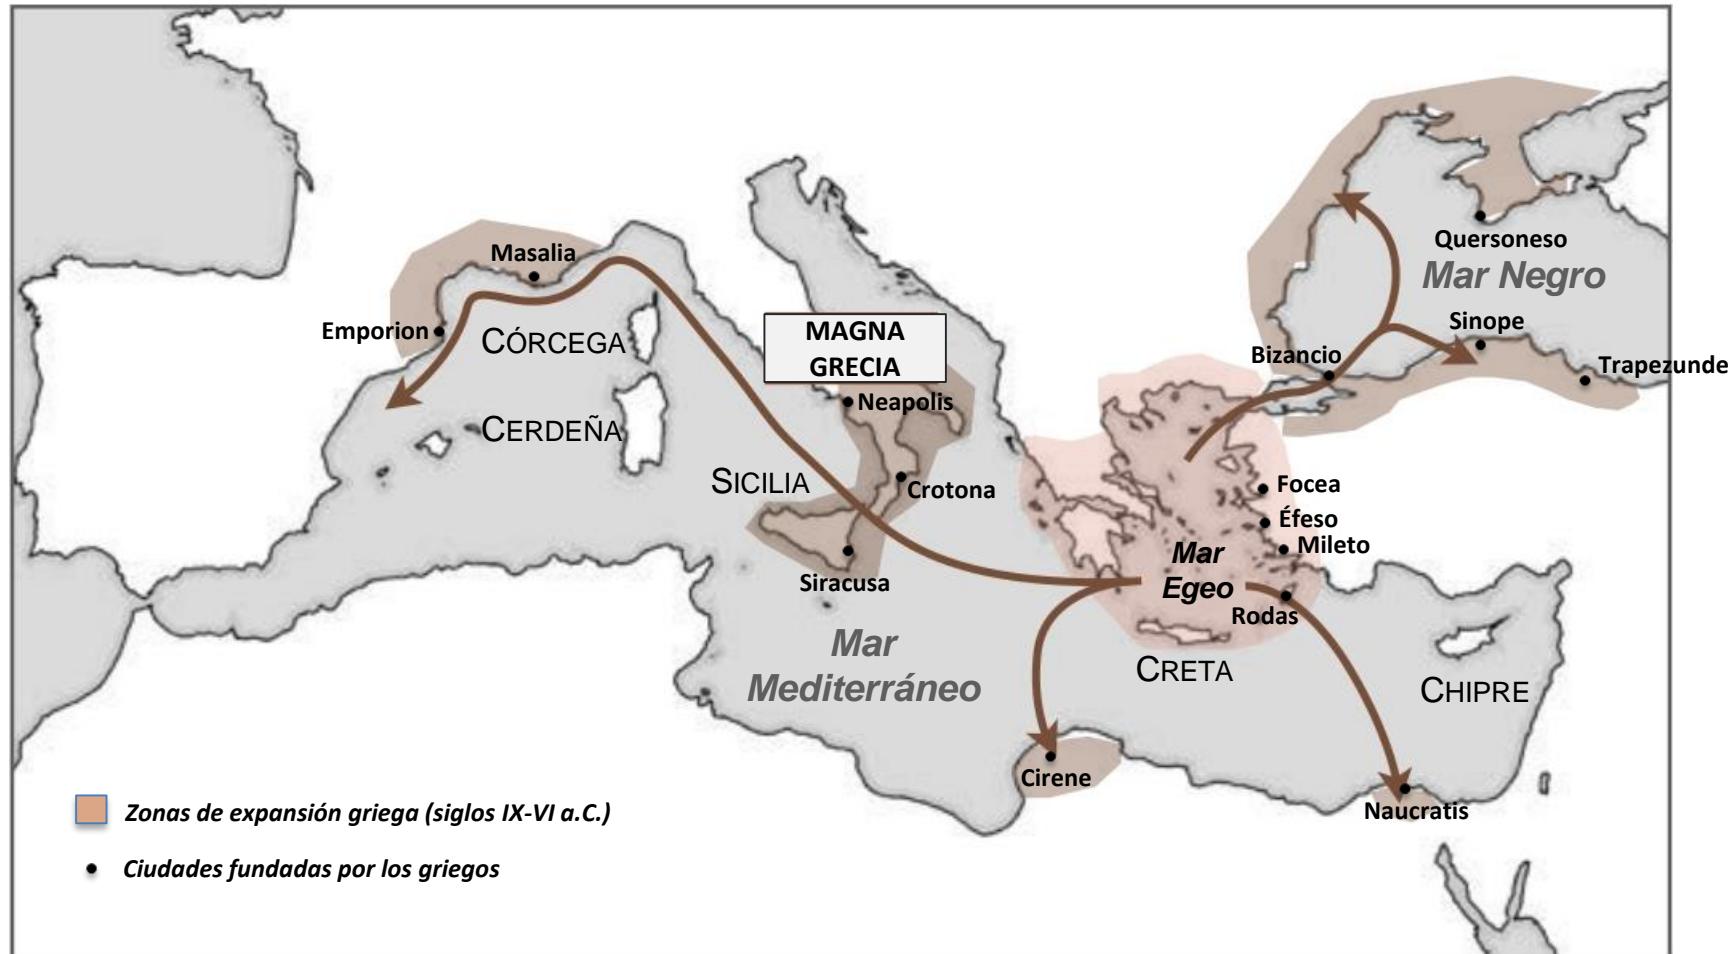 Quersoneso
Mar Negro
Masalia
Sinope
MAGNA
GRECIA
Emporion
CÓRCEGA
Bizancio
Trapezunde
Neapolis
CERDEÑA
SICILIA
Crotona
Focea
Éfeso
Mileto
Mar
Egeo
Siracusa
Rodas
Mar
Mediterráneo
CRETA
CHIPRE
Cirene
Naucratis
Zonas de expansión griega (siglos IX-VI a.C.)
Ciudades fundadas por los griegos